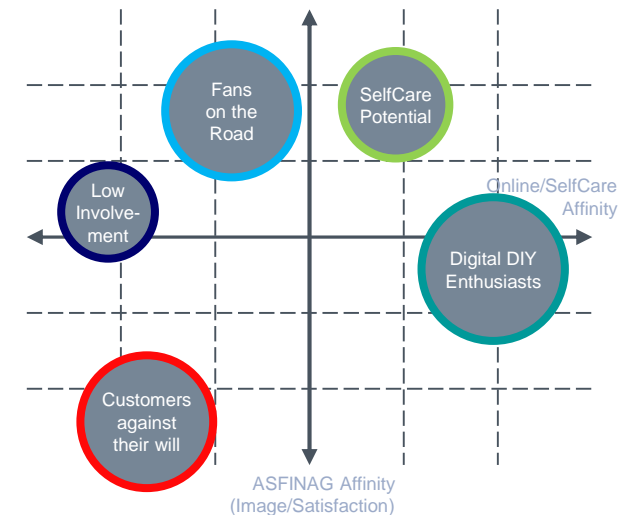 Fans
on the
Road
SelfCare
Potential
Low
Involve-
ment
Online/SelfCare
Affinity
Digital DIY
Enthusiasts
Customers
against
their will
ASFINAG Affinity
(Image/Satisfaction)